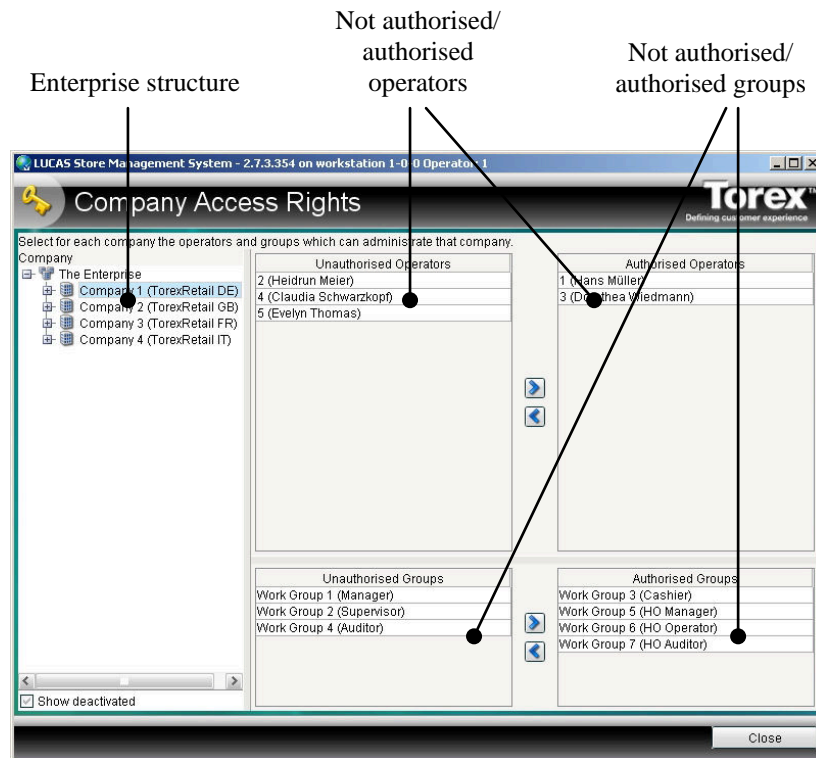 Not authorised/
authorised
operators
Not authorised/
authorised groups
Enterprise structure
LUCAS Store Management System - 2.7.3.354 on workstation 1-0-0 Operator 1
Company Access Rights
Torex™
Defining customer experience
Select for each company the operators and groups which can administrate that company.
Company
The Enterprise
Company 1 (TorexRetail DE)
Company 2 (TorexRetail GB)
Company 3 (TorexRetail FR)
Company 4 (TorexRetail IT)
Show deactivated
Unauthorised Operators
2 (Heidrun Meier)
4 (Claudia Schwarzkopf)
5 (Evelyn Thomas)
Authorised Operators
1 (Hans Müller)
3 (Dorothea Wiedmann)
Unauthorised Groups
Work Group 1 (Manager)
Work Group 2 (Supervisor)
Work Group 4 (Auditor)
Authorised Groups
Work Group 3 (Cashier)
Work Group 5 (HO Manager)
Work Group 6 (HO Operator)
Work Group 7 (HO Auditor)
Close